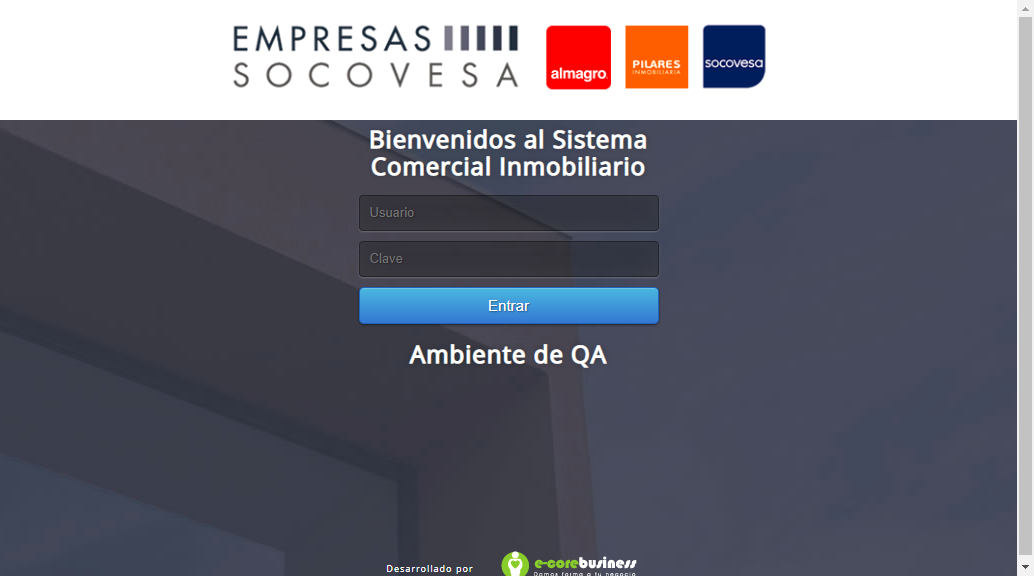 EMPRESAS
SOCOVESA
almagro
PILARES
INMOBILIARIA
socovesa
Bienvenidos al Sistema
Comercial Inmobiliario
Usuario
Clave
Entrar
Ambiente de QA
Desarrollado por
e-corebusiness
Damos forma a tu negocio